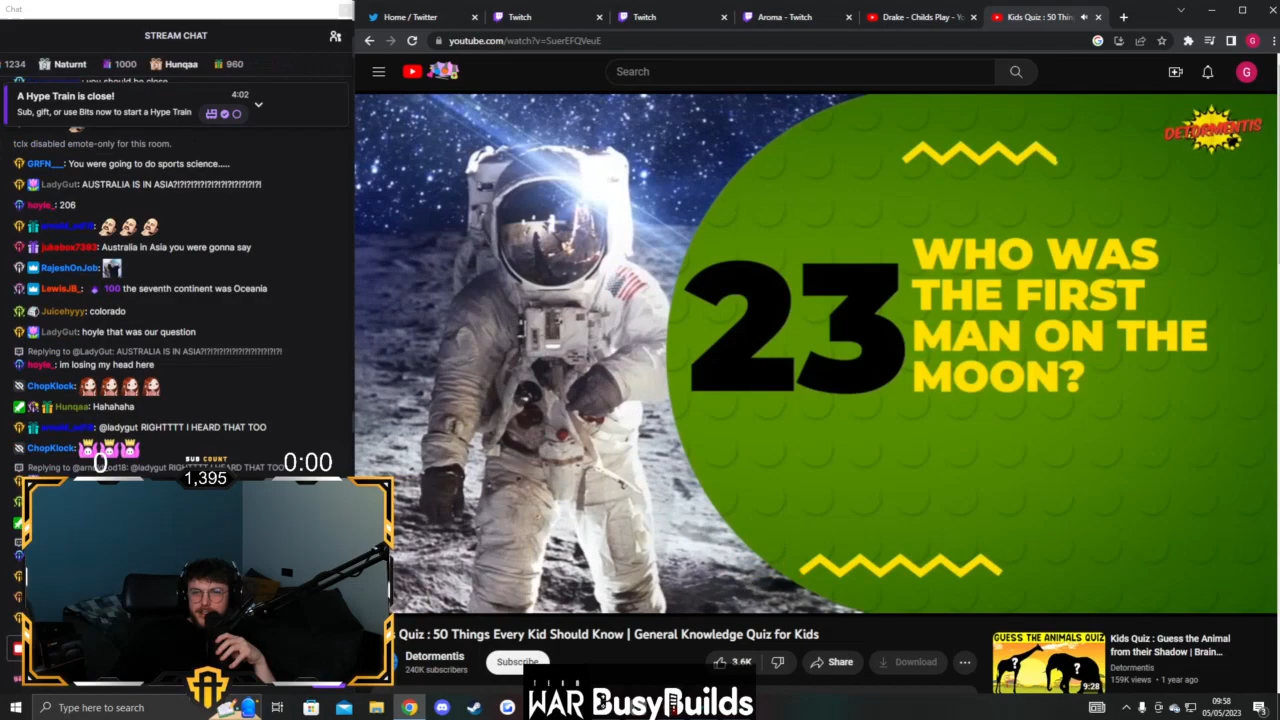 Chat
Home / Twitter
Twitch
Twitch
Aroma - Twitch
Drake - Childs Play - Yo
Kids Quiz : 50 Thin
youtube.com/watch?v=SuerEFQVeuE
STREAM CHAT
1234 Naturnt 1000 Hunqaa 960
A Hype Train is close!
4:02
Sub, gift, or use Bits now to start a Hype Train
tclx disabled emote-only for this room.
GRFN__: You were going to do sports science.....
LadyGut: AUSTRALIA IS IN ASIA?!?!?!?!?!?!?!?!?!?!?!
hoyle_: 206
jukebox7393: Australia in Asia you were gonna say
RajeshOnJob:
LewisJB_: 100 the seventh continent was Oceania
Juicehyyy: colorado
LadyGut: hoyle that was our question
Replying to @LadyGut: AUSTRALIA IS IN ASIA?!?!?!?!?!?!?!?!?!?!?!
hoyle_: im losing my head here
ChopKlock:
Hunqaa: Hahahaha
@ladygut RIGHTTTT I HEARD THAT TOO
ChopKlock:
0
SUB COUNT
1,395
0:00
Search
G
DETORMENTIS
23
WHO WAS
THE FIRST
MAN ON THE
MOON?
s Quiz : 50 Things Every Kid Should Know | General Knowledge Quiz for Kids
Detormentis
240K subscribers
Subscribe
3.6K
Share
Download
GUESS THE ANIMALS QUIZ
9:28
Kids Quiz : Guess the Animal
from their Shadow | Brain...
Detormentis
159K views • 1 year ago
TEAM
WAR BusyBuilds
Type here to search
09:58
05/05/2023